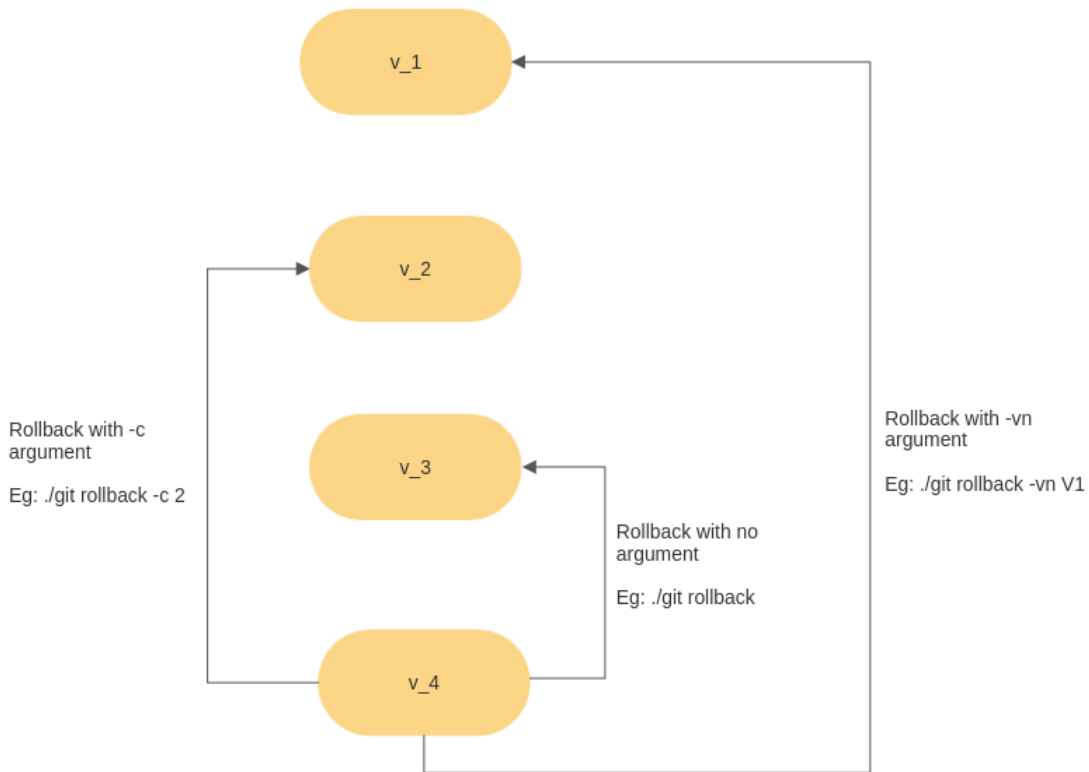 v_1
v_2
Rollback with -c
argument
Eg: ./git rollback -c 2
Rollback with -vn
argument
Eg: ./git rollback -vn V1
v_3
Rollback with no
argument
Eg: ./git rollback
v_4